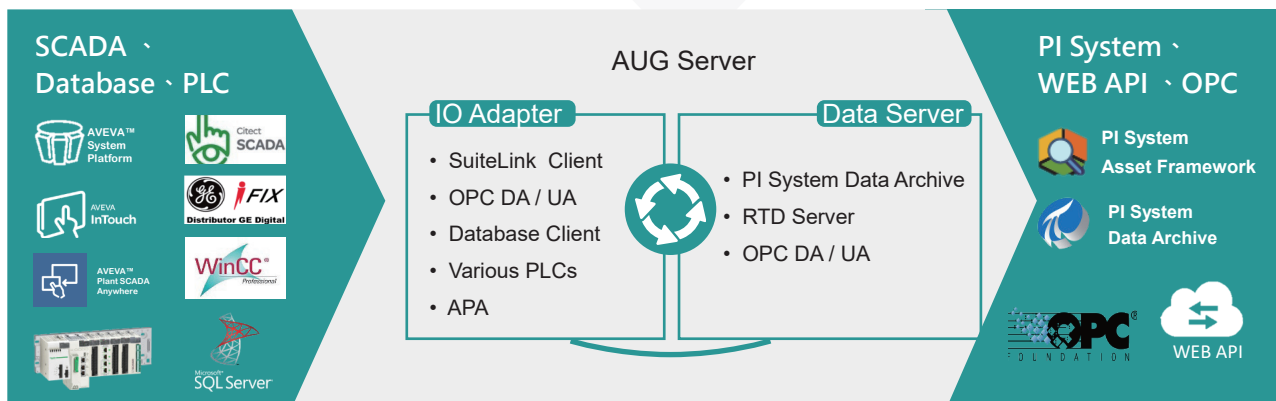 SCADA、
Database、PLC
AVEVA™
System
Platform
Citect
SCADA
AVEVA
InTouch
GE
iFIX
Distributor GE Digital
AVEVA™
Plant SCADA
Anywhere
WinCC®
Professional
Microsoft®
SQL Server
AUG Server
IO Adapter
• SuiteLink Client
• OPC DA / UA
• Database Client
• Various PLCs
• APA
Data Server
• PI System Data Archive
• RTD Server
• OPC DA / UA
PI System、
WEB API、OPC
PI System
Asset Framework
PI System
Data Archive
OPC®
FOUNDATION
WEB API